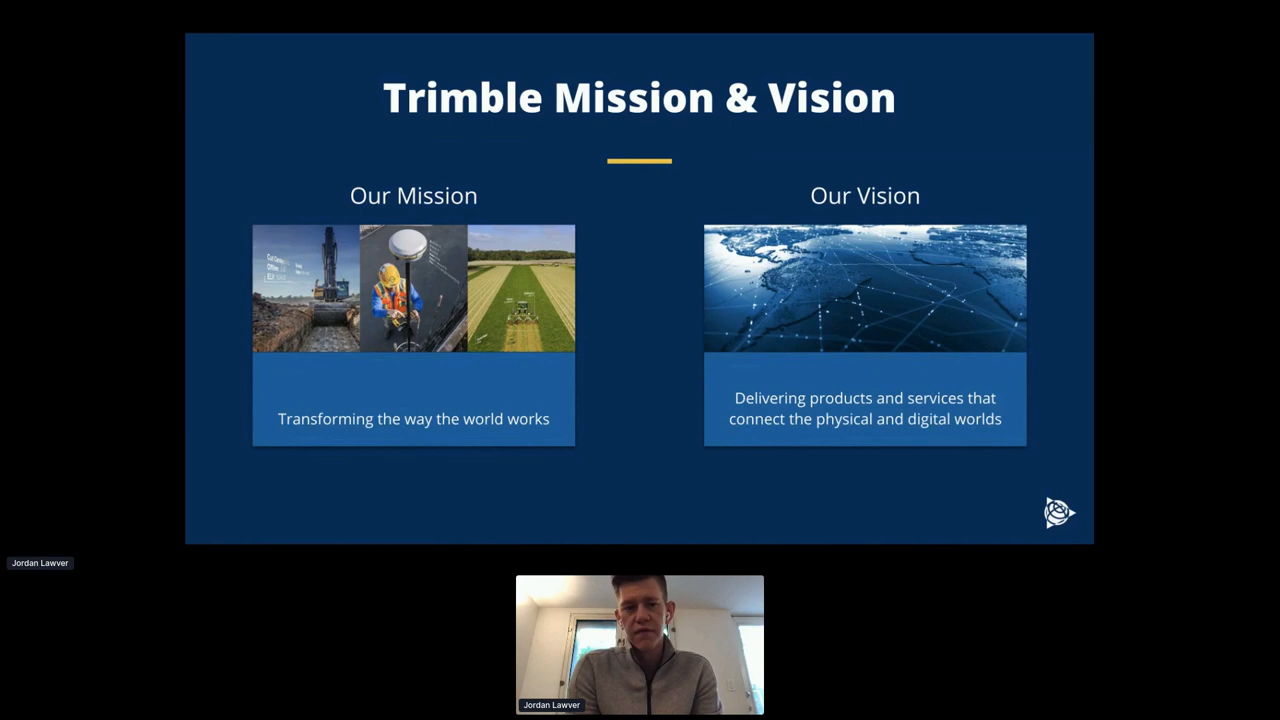 Trimble Mission & Vision
Our Mission
Transforming the way the world works
Our Vision
Delivering products and services that
connect the physical and digital worlds
Jordan Lawver
Jordan Lawver